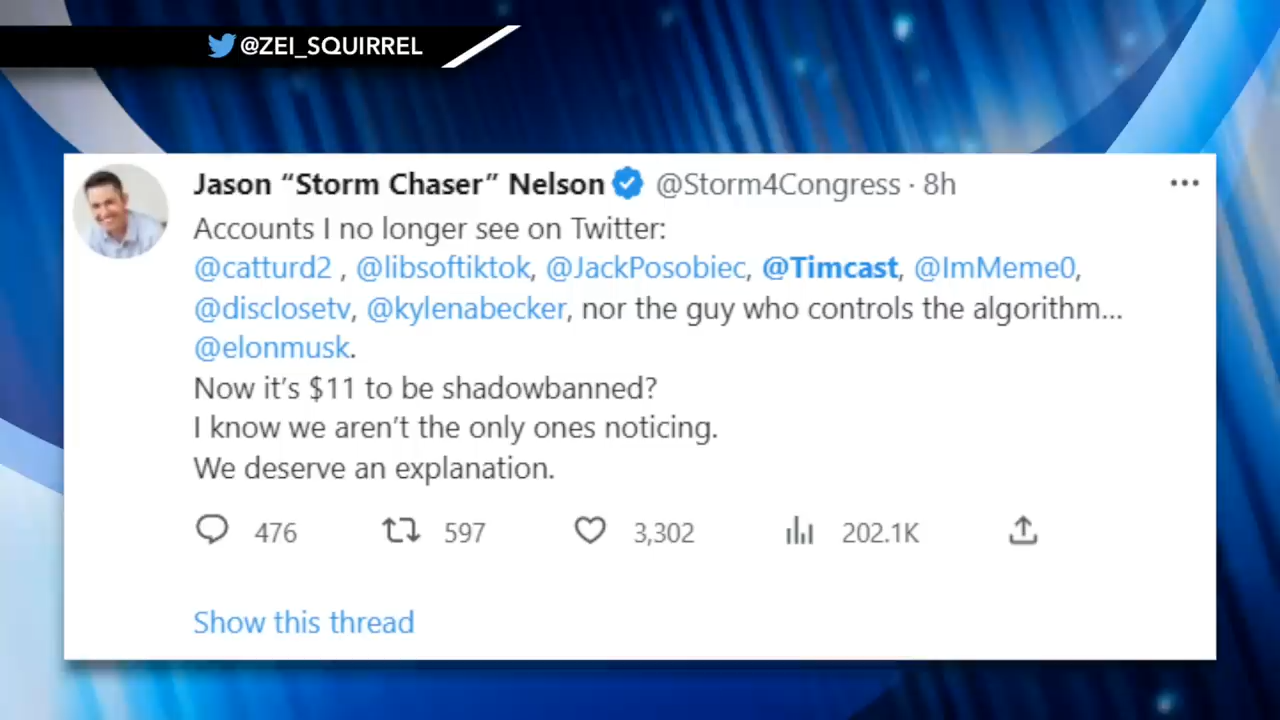 @ZEI_SQUIRREL
Jason “Storm Chaser” Nelson @Storm4Congress · 8h
Accounts I no longer see on Twitter:
@catturd2 , @libsoftiktok, @JackPosobiec, @Timcast, @ImMeme0,
@disclosetv, @kylenabecker, nor the guy who controls the algorithm...
@elonmusk.
Now it’s $11 to be shadowbanned?
I know we aren’t the only ones noticing.
We deserve an explanation.
476 597 3,302 202.1K
Show this thread